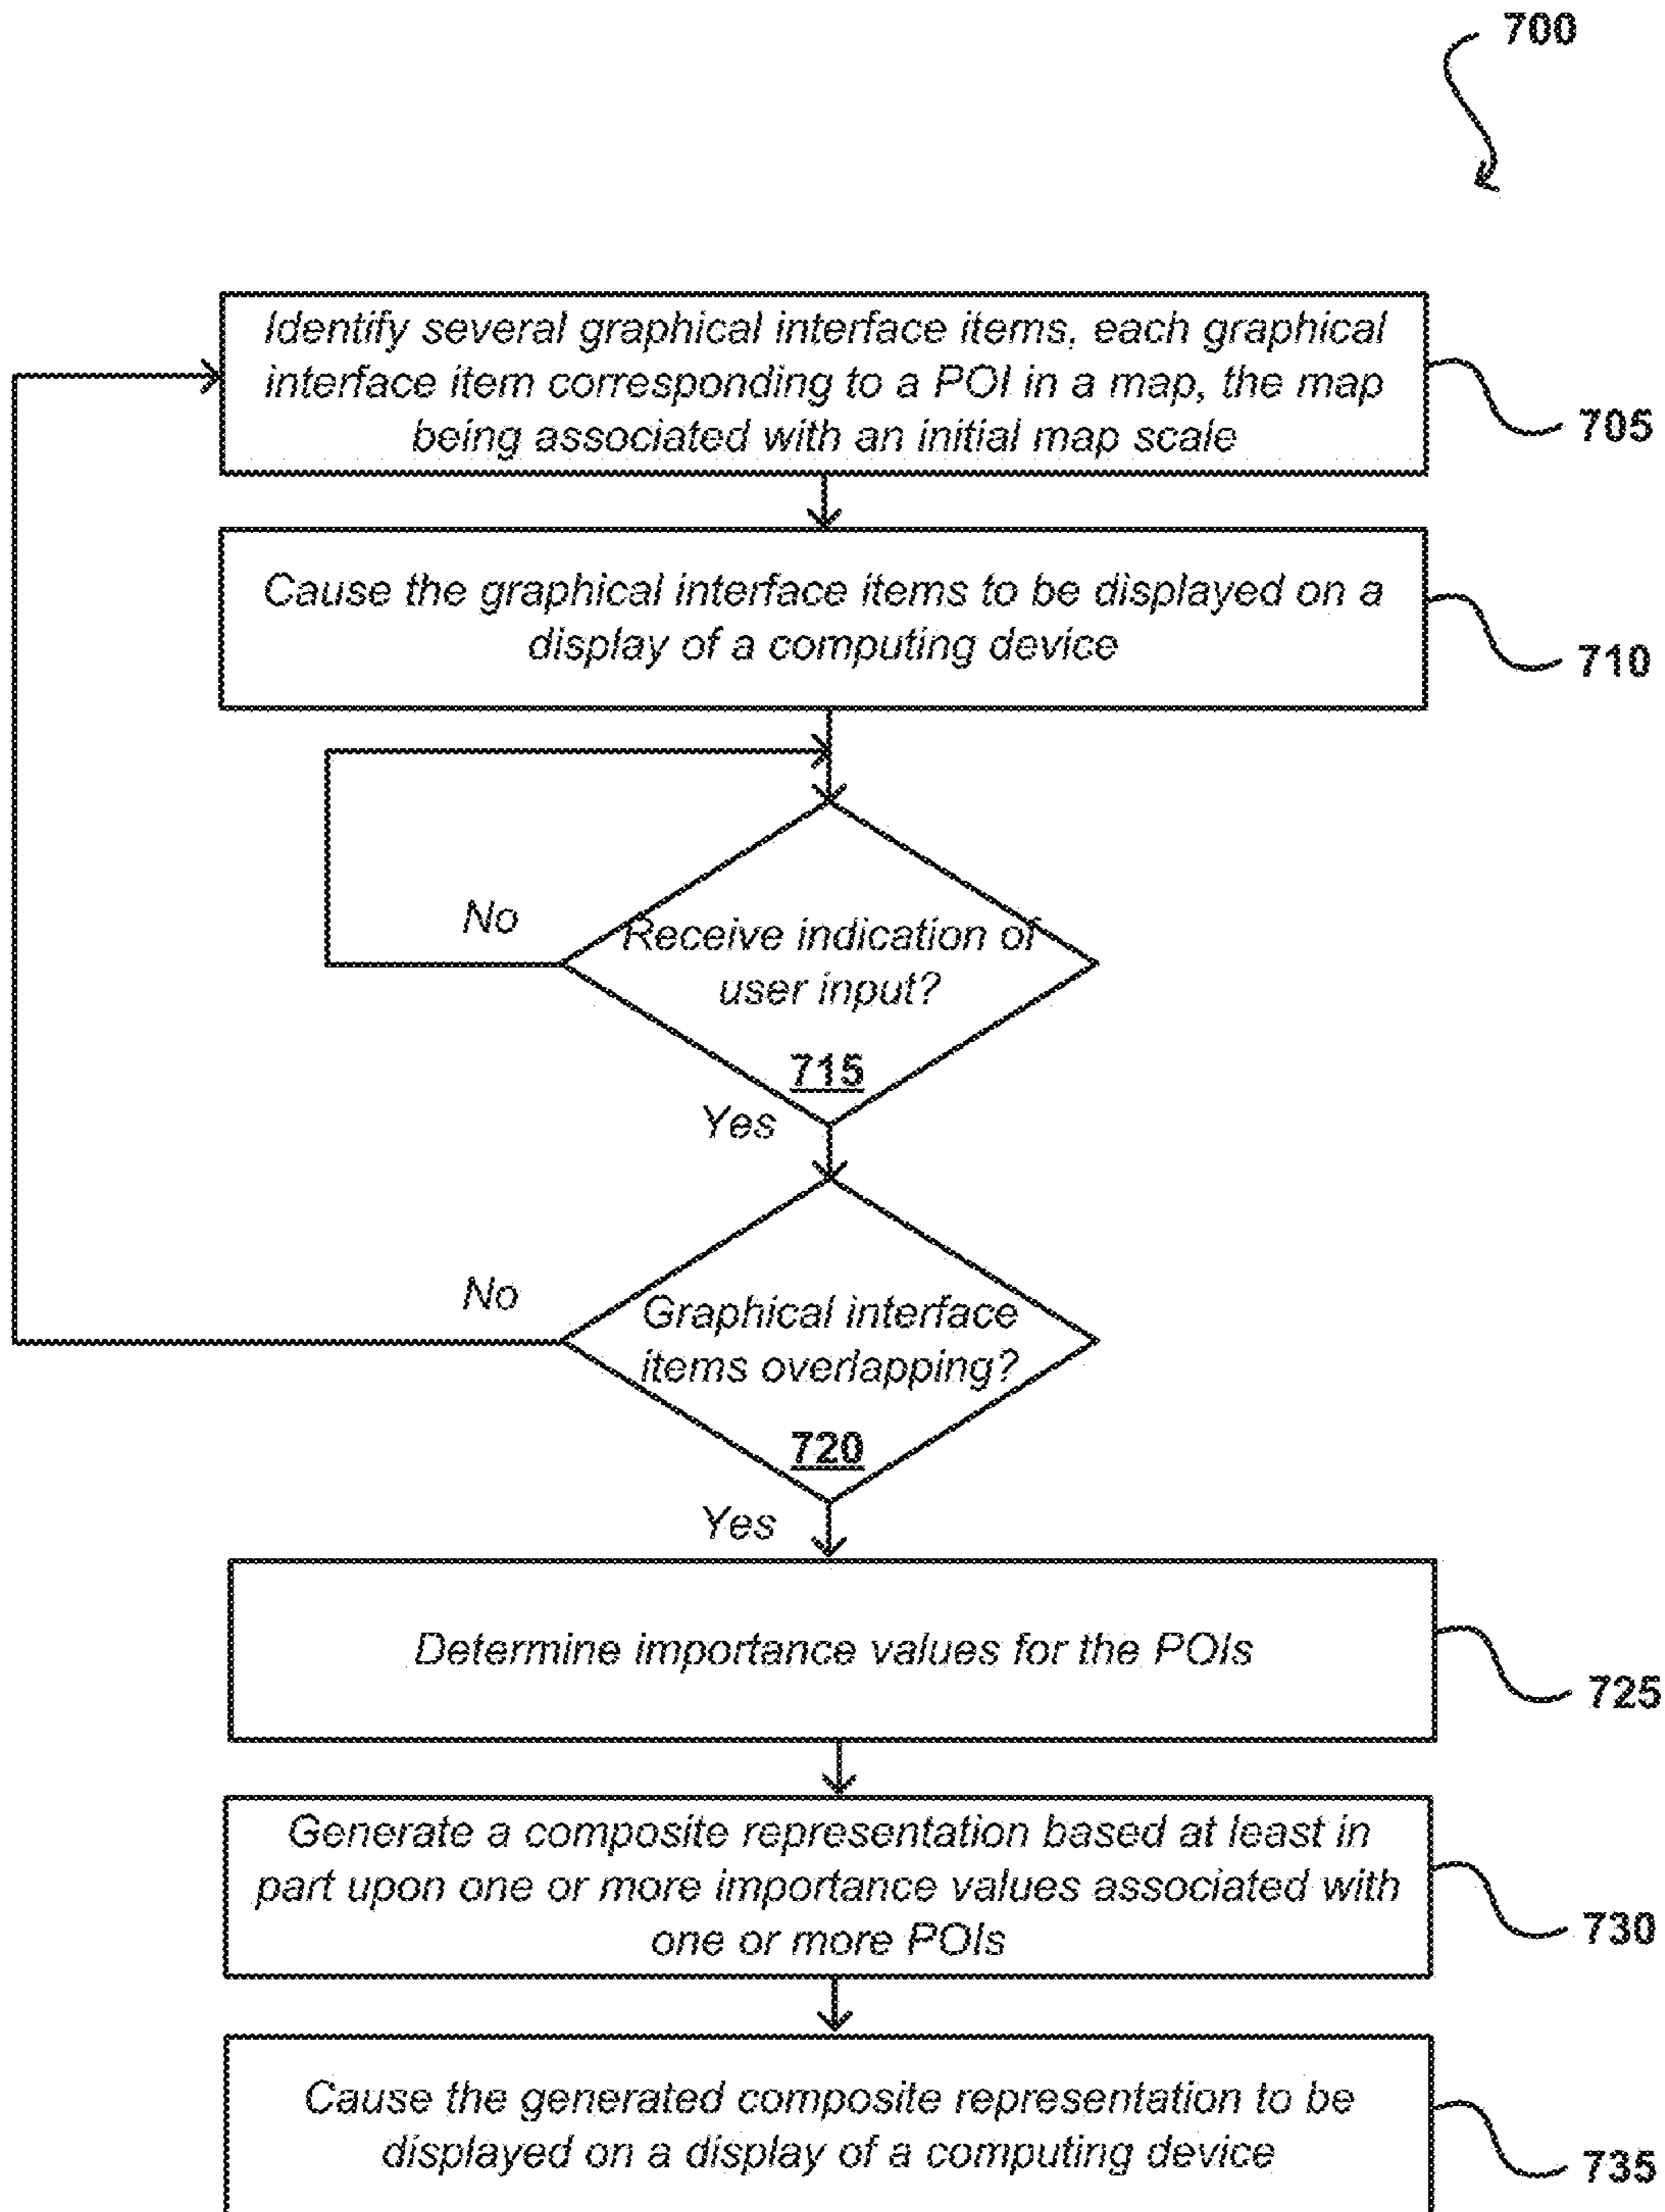 700
Identify several graphical interface items, each graphical
interface item corresponding to a POI in a map, the map
being associated with an initial map scale
705
Cause the graphical interface items to be displayed on a
display of a computing device
710
No
Receive indication of
user input?
715
Yes
No
Graphical interface
items overlapping?
720
Yes
Determine importance values for the POIs
725
Generate a composite representation based at least in
part upon one or more importance values associated with
one or more POIs
730
Cause the generated composite representation to be
displayed on a display of a computing device
735